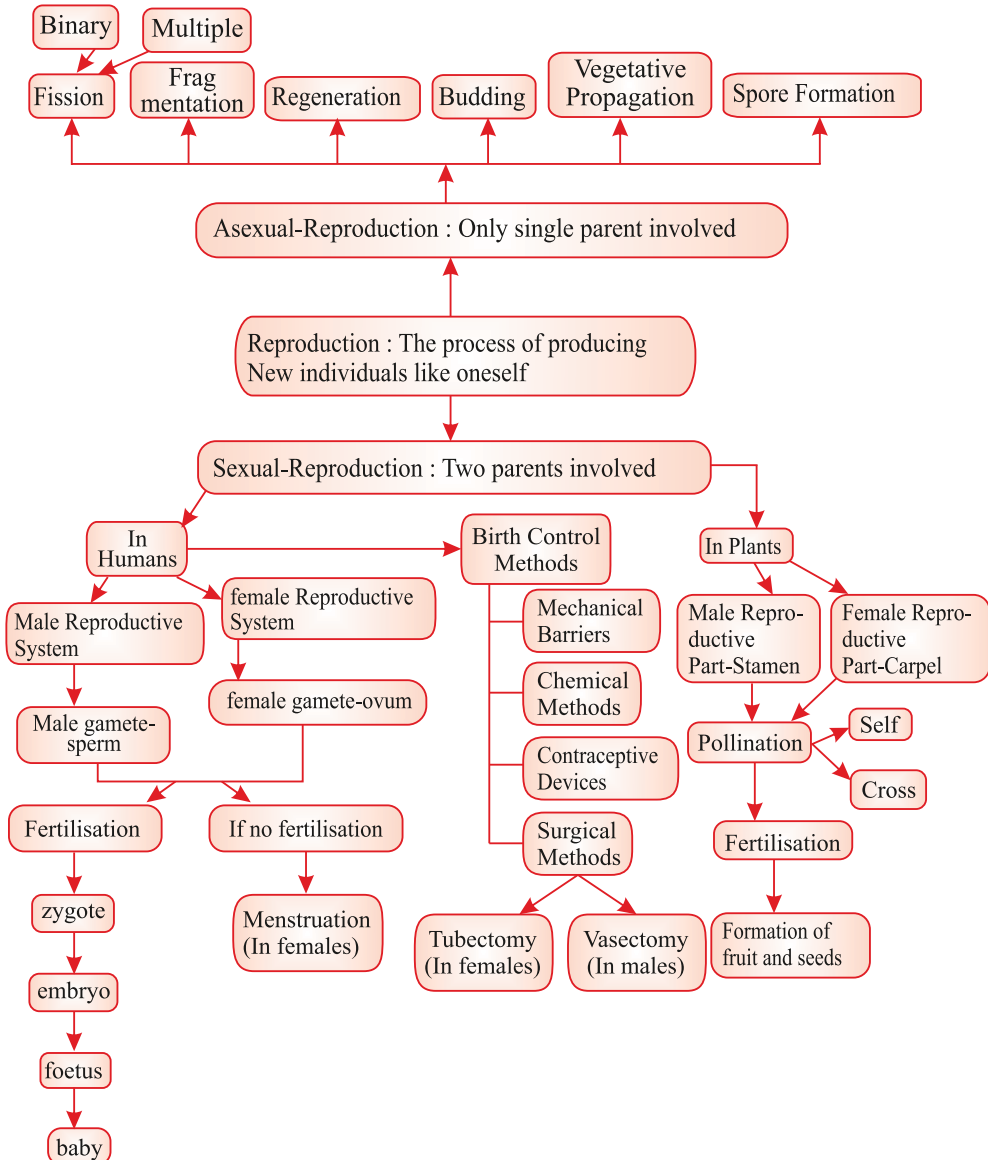 Binary
Multiple
Fission
Frag
mentation
Regeneration
Budding
Vegetative
Propagation
Spore Formation
Asexual-Reproduction : Only single parent involved
Reproduction : The process of producing
New individuals like oneself
Sexual-Reproduction : Two parents involved
In
Humans
Birth Control
Methods
In Plants
Male Reproductive
System
female Reproductive
System
Mechanical
Barriers
Male Repro-
ductive
Part-Stamen
Female Repro-
ductive
Part-Carpel
Male gamete-
sperm
female gamete-ovum
Chemical
Methods
Contraceptive
Devices
Pollination
Self
Cross
Fertilisation
If no fertilisation
Surgical
Methods
Fertilisation
zygote
Menstruation
(In females)
Tubectomy
(In females)
Vasectomy
(In males)
Formation of
fruit and seeds
embryo
foetus
baby